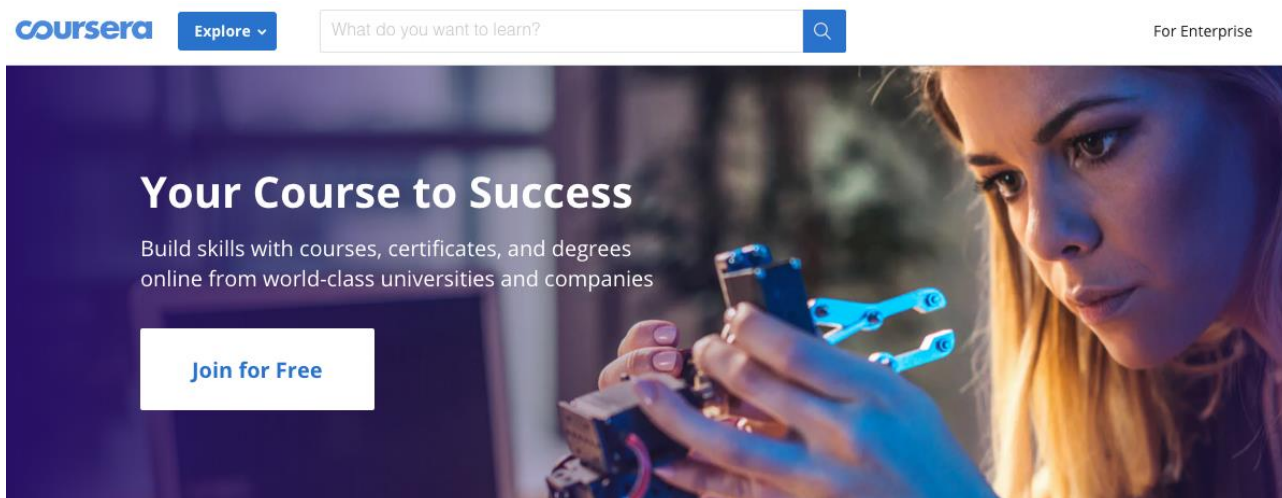 coursera
Explore
What do you want to learn?
For Enterprise
Your Course to Success
Build skills with courses, certificates, and degrees
online from world-class universities and companies
Join for Free